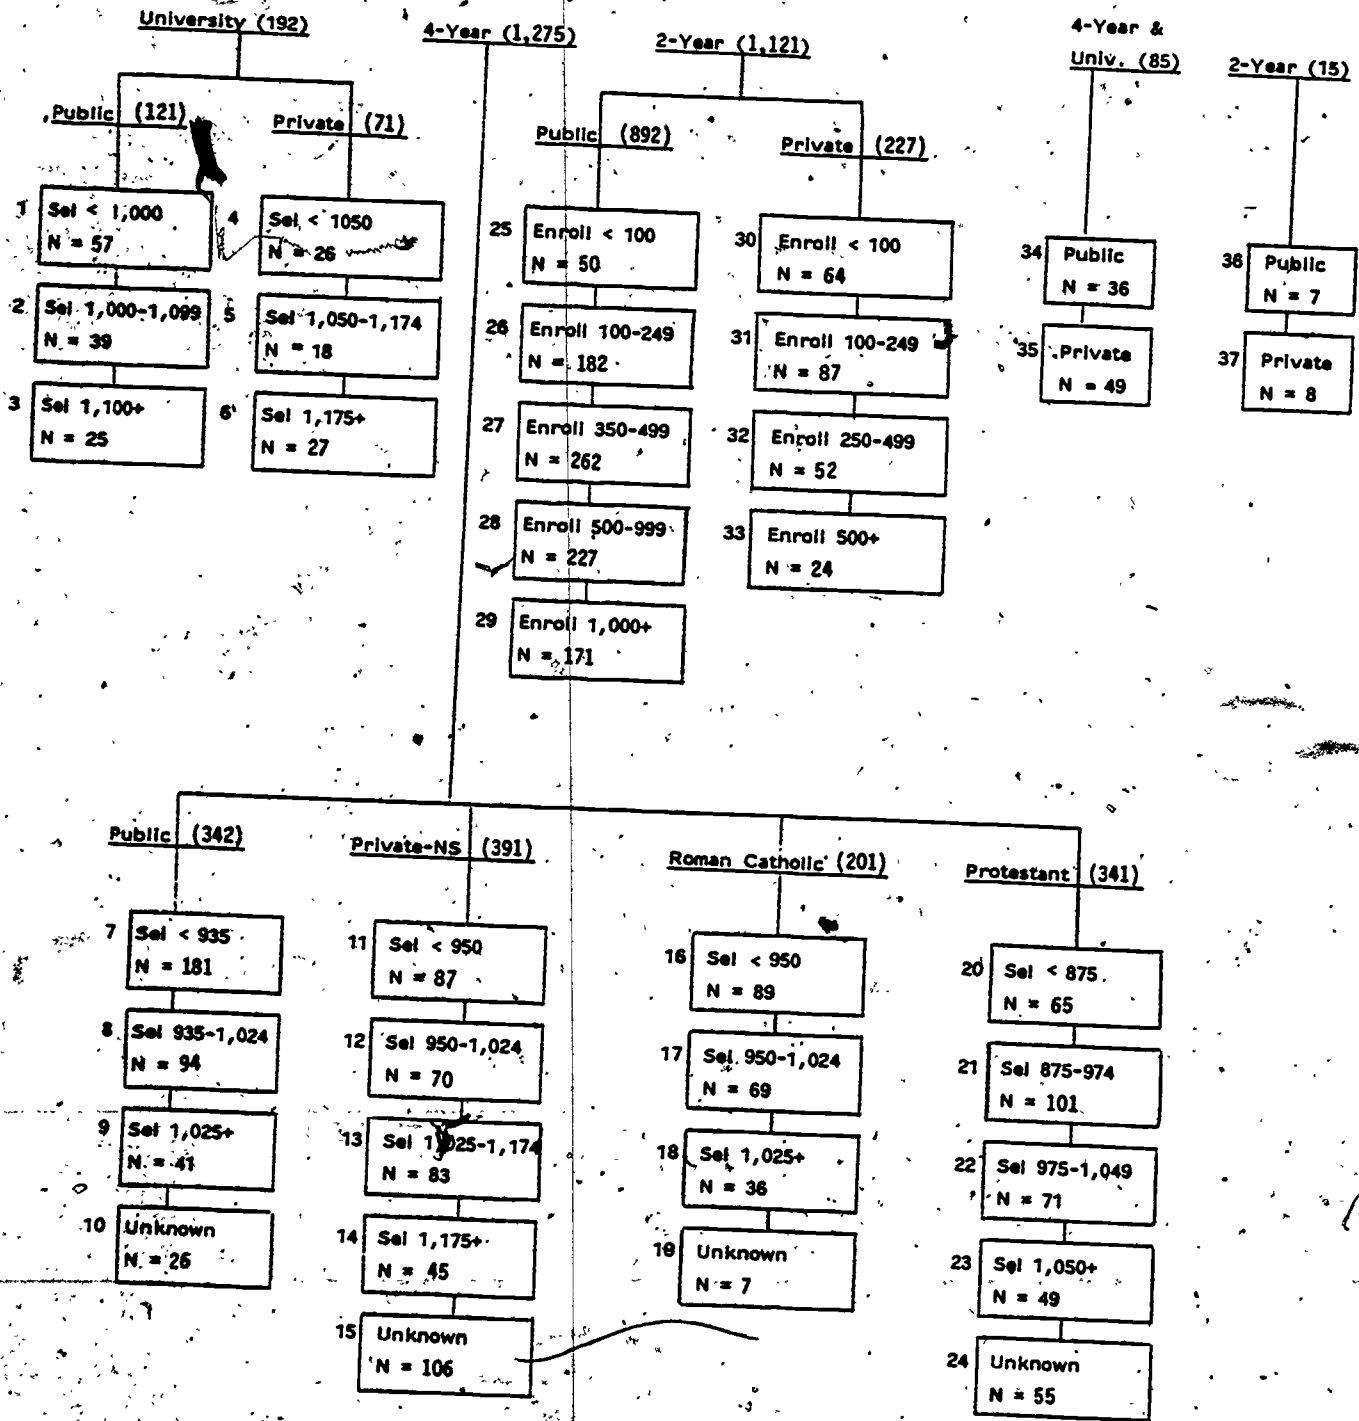 University (192)
Public (121)
1 Sel < 1,000
N = 57
2 Sel 1,000-1,099
N = 39
3 Sel 1,100+
N = 25
Private (71)
4 Sel < 1050
N = 26
5 Sel 1,050-1,174
N = 18
6 Sel 1,175+
N = 27
4-Year (1,275)
2-Year (1,121)
Public (892)
25 Enroll < 100
N = 50
26 Enroll 100-249
N = 182
27 Enroll 350-499
N = 262
28 Enroll 500-999
N = 227
29 Enroll 1,000+
N = 171
Private (227)
30 Enroll < 100
N = 64
31 Enroll 100-249
N = 87
32 Enroll 250-499
N = 52
33 Enroll 500+
N = 24
4-Year &
Univ. (85)
34 Public
N = 36
35 Private
N = 49
2-Year (15)
36 Public
N = 7
37 Private
N = 8
Public (342)
7 Sel < 935
N = 181
8 Sel 935-1,024
N = 94
9 Sel 1,025+
N = 41
10 Unknown
N = 26
Private-NS (391)
11 Sel < 950
N = 87
12 Sel 950-1,024
N = 70
13 Sel 1,025-1,174
N = 83
14 Sel 1,175+
N = 45
15 Unknown
N = 106
Roman Catholic (201)
16 Sel < 950
N = 89
17 Sel 950-1,024
N = 69
18 Sel 1,025+
N = 36
19 Unknown
N = 7
Protestant (341)
20 Sel < 875
N = 65
21 Sel 875-974
N = 101
22 Sel 975-1,049
N = 71
23 Sel 1,050+
N = 49
24 Unknown
N = 55